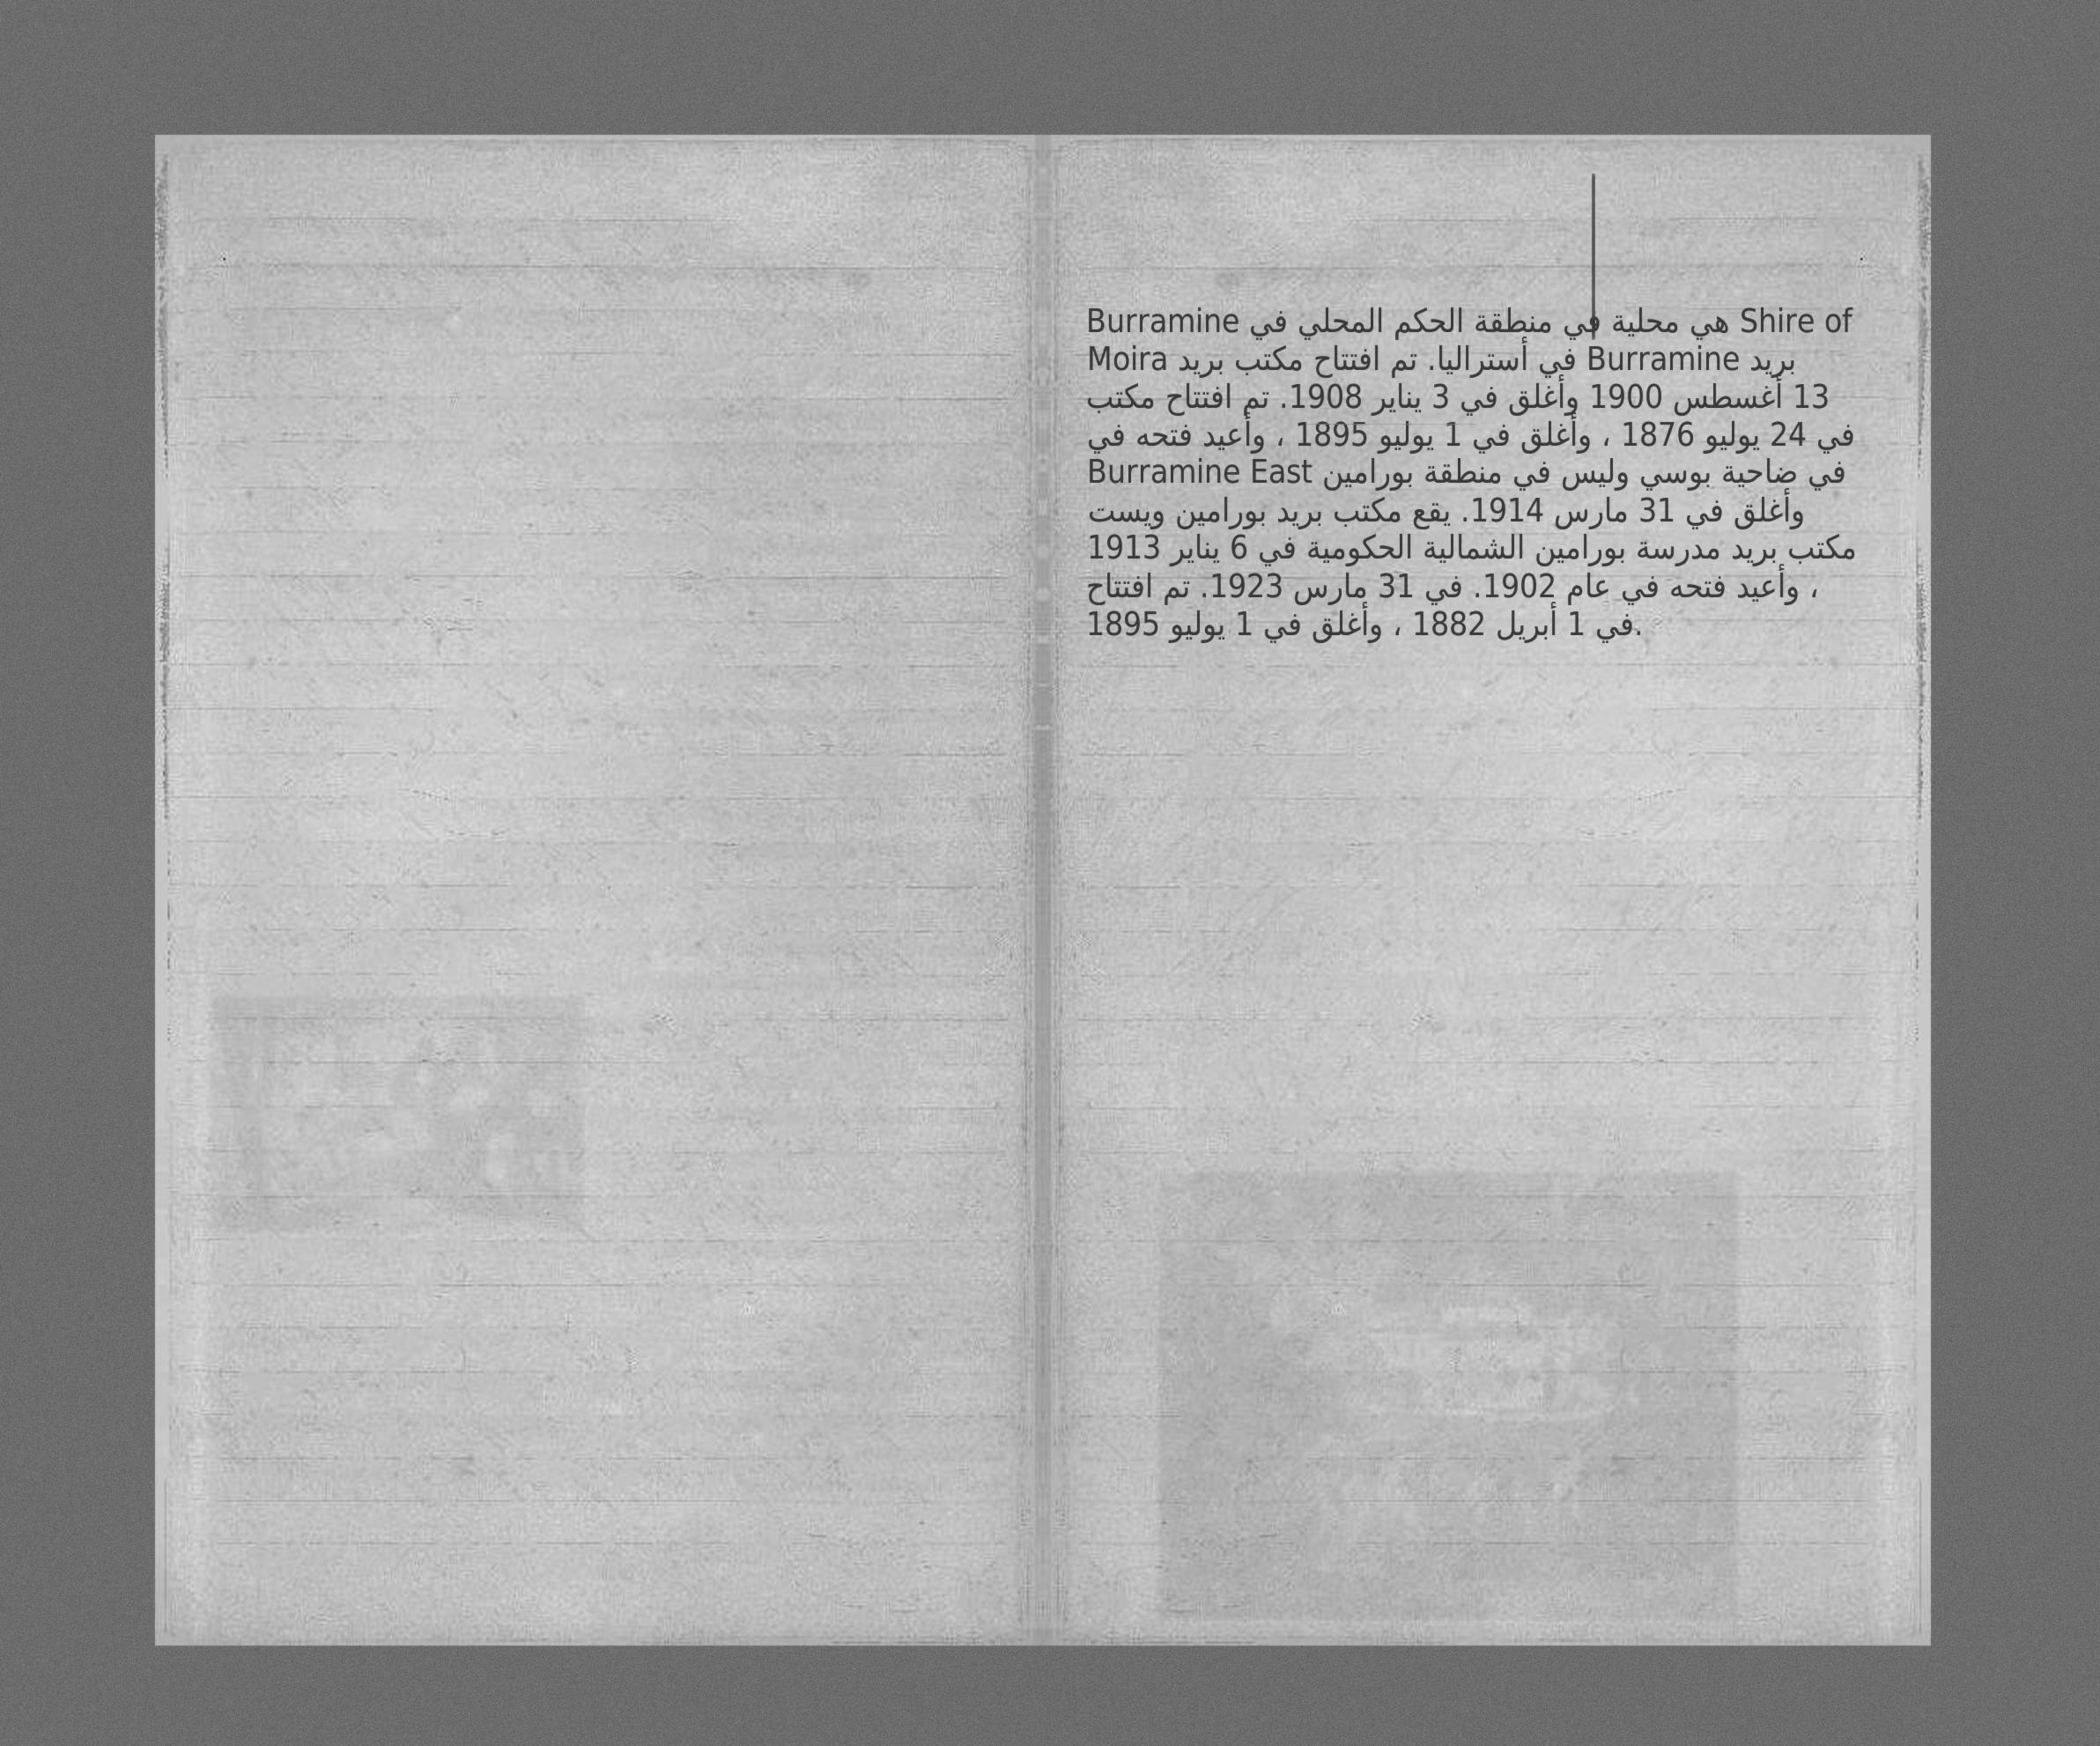 Burramine هي محلية في منطقة الحكم المحلي في Shire of
Moira في أستراليا. تم افتتاح مكتب بريد Burramine بريد
13 أغسطس 1900 وأغلق في 3 يناير 1908. تم افتتاح مكتب
في 24 يوليو 1876 ، وأغلق في 1 يوليو 1895 ، وأعيد فتحه في
Burramine East في ضاحية بوسي وليس في منطقة بورامين
وأغلق في 31 مارس 1914. يقع مكتب بريد بورامين ويست
مكتب بريد مدرسة بورامين الشمالية الحكومية في 6 يناير 1913
، وأعيد فتحه في عام 1902. في 31 مارس 1923. تم افتتاح
في 1 أبريل 1882 ، وأغلق في 1 يوليو 1895.